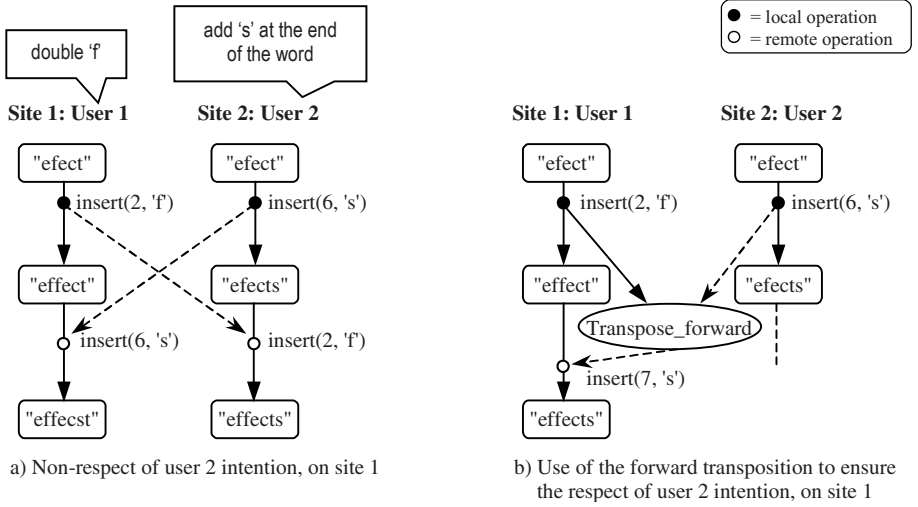 ● = local operation
○ = remote operation
double 'f'
add 's' at the end
of the word
Site 1: User 1
Site 2: User 2
"efect"
"efect"
insert(2, 'f')
insert(6, 's')
"effect"
"efects"
insert(6, 's')
insert(2, 'f')
"effecst"
"effects"
a) Non-respect of user 2 intention, on site 1
Site 1: User 1
Site 2: User 2
"efect"
"efect"
insert(2, 'f')
insert(6, 's')
"effect"
"efects"
Transpose_forward
insert(7, 's')
"effects"
b) Use of the forward transposition to ensure
the respect of user 2 intention, on site 1